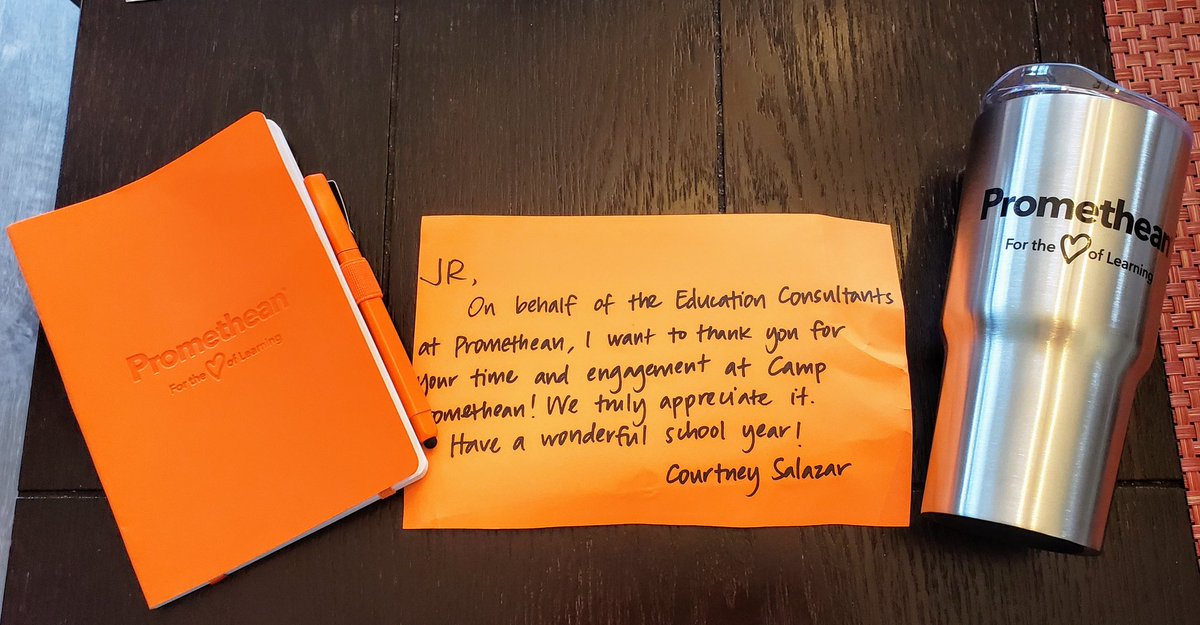 Promethean
For the of Learning
JR,
On behalf of the Education Consultants
at Promethean, I want to thank you for
your time and engagement at Camp
omethean! We truly appreciate it.
Have a wonderful school year!
Courtney Salazar
Promethean
For the of Learning